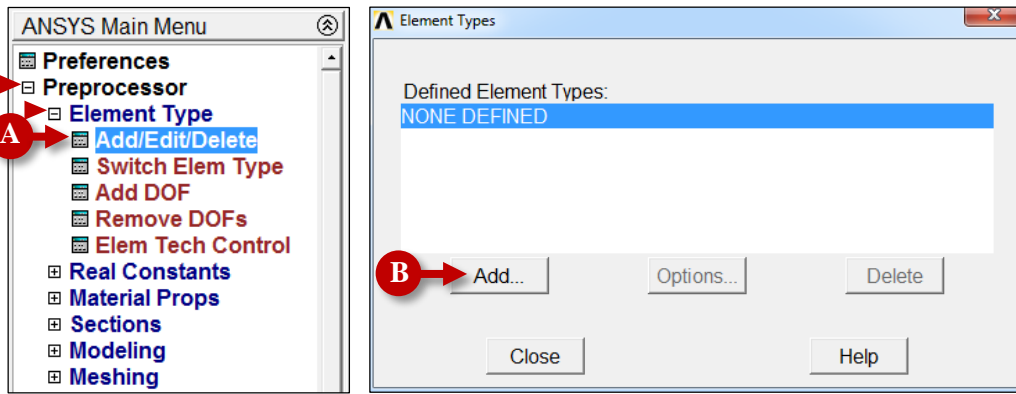 ANSYS Main Menu
Preferences
Preprocessor
Element Type
A
Add/Edit/Delete
Switch Elem Type
Add DOF
Remove DOFs
Elem Tech Control
Real Constants
Material Props
Sections
Modeling
Meshing
Element Types
Defined Element Types:
NONE DEFINED
B
Add... Options... Delete
Close Help